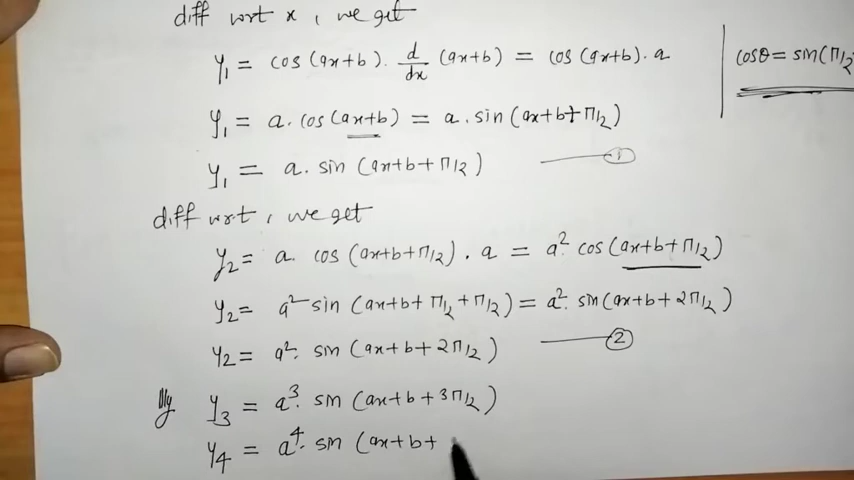 diff wrt x, we get
y₁ = cos(ax+b). d/dx (ax+b) = cos(ax+b).a
cosθ = sin(π/2
y₁ = a. cos(ax+b) = a. sin(ax+b+π/2)
y₁ = a. sin(ax+b+π/2) —— ①
diff wrt, we get
y₂ = a. cos(ax+b+π/2).a = a². cos(ax+b+π/2)
y₂ = a² sin(ax+b+π/2+π/2) = a². sin(ax+b+2π/2)
y₂ = a². sin(ax+b+2π/2) —— ②
|||ly y₃ = a³. sin(ax+b+3π/2)
y₄ = a⁴. sin(ax+b+